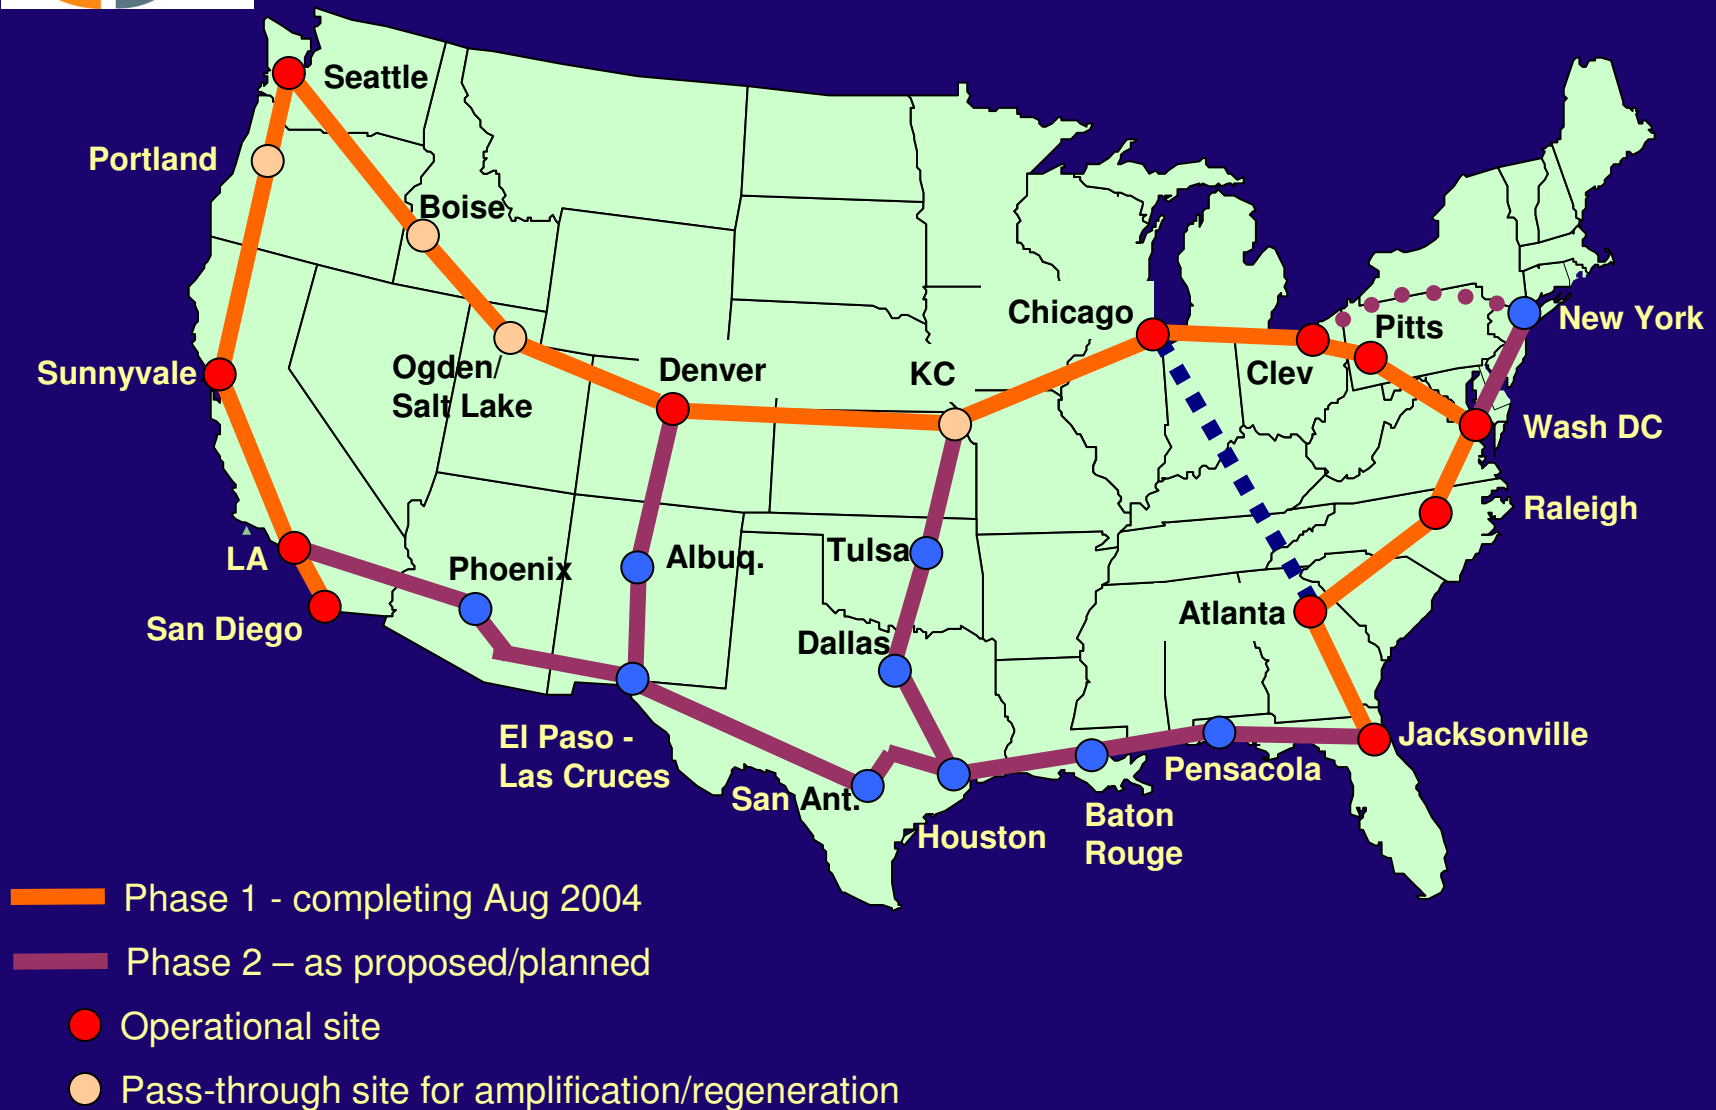 Seattle
Portland
Boise
Chicago
Pitts
New York
Sunnyvale
Ogden/
Salt Lake
Denver
KC
Clev
Wash DC
Raleigh
LA
Phoenix
Albuq.
Tulsa
San Diego
Dallas
Atlanta
El Paso -
Las Cruces
San Ant.
Houston
Baton
Rouge
Pensacola
Jacksonville
Phase 1 - completing Aug 2004
Phase 2 – as proposed/planned
Operational site
Pass-through site for amplification/regeneration